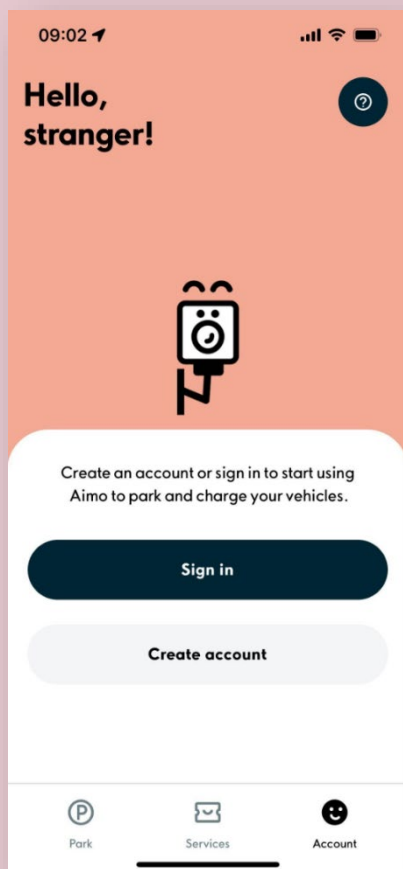 09:02
Hello,
stranger!
Create an account or sign in to start using
Aimo to park and charge your vehicles.
Sign in
Create account
P
Park
Services
Account